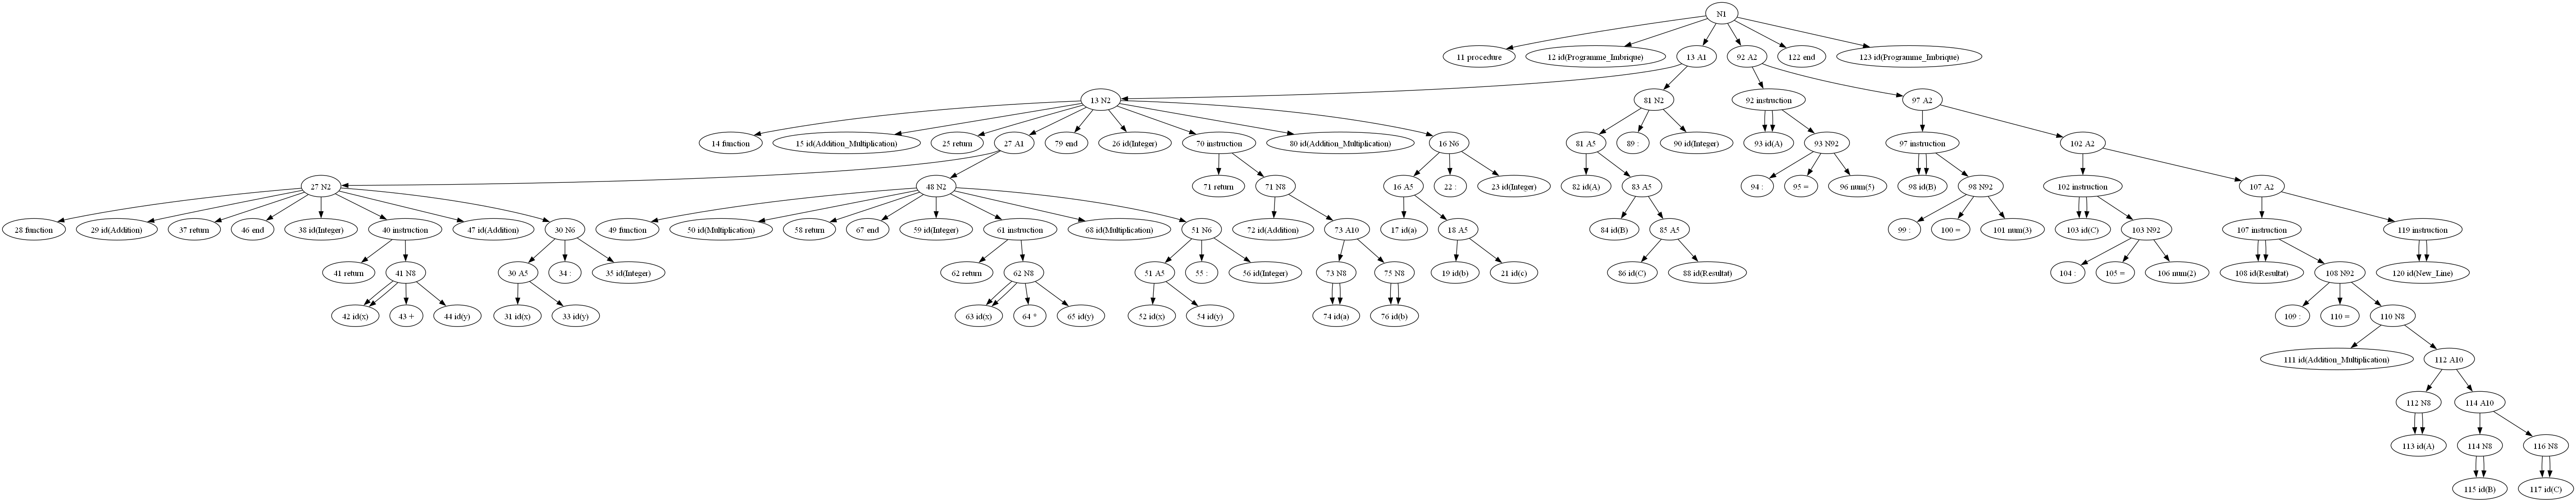 N1
11 procedure
12 id(Programme_Imbrique)
13 A1
92 A2
122 end
123 id(Programme_Imbrique)
13 N2
81 N2
92 instruction
97 A2
14 function
15 id(Addition_Multiplication)
25 return
27 A1
79 end
26 id(Integer)
70 instruction
80 id(Addition_Multiplication)
16 N6
81 A5
89 :
90 id(Integer)
93 id(A)
93 N92
97 instruction
102 A2
27 N2
48 N2
71 return
71 N8
16 A5
22 :
23 id(Integer)
82 id(A)
83 A5
94 :
95 =
96 num(5)
98 id(B)
98 N92
102 instruction
107 A2
28 function
29 id(Addition)
37 return
46 end
38 id(Integer)
40 instruction
47 id(Addition)
30 N6
49 function
50 id(Multiplication)
58 return
67 end
59 id(Integer)
61 instruction
68 id(Multiplication)
51 N6
72 id(Addition)
73 A10
17 id(a)
18 A5
84 id(B)
85 A5
99 :
100 =
101 num(3)
103 id(C)
103 N92
107 instruction
119 instruction
41 return
41 N8
30 A5
34 :
35 id(Integer)
62 return
62 N8
51 A5
55 :
56 id(Integer)
73 N8
75 N8
19 id(b)
21 id(c)
86 id(C)
88 id(Resultat)
104 :
105 =
106 num(2)
108 id(Resultat)
108 N92
120 id(New_Line)
42 id(x)
43 +
44 id(y)
31 id(x)
33 id(y)
63 id(x)
64 *
65 id(y)
52 id(x)
54 id(y)
74 id(a)
76 id(b)
109 :
110 =
110 N8
111 id(Addition_Multiplication)
112 A10
112 N8
114 A10
113 id(A)
114 N8
116 N8
115 id(B)
117 id(C)